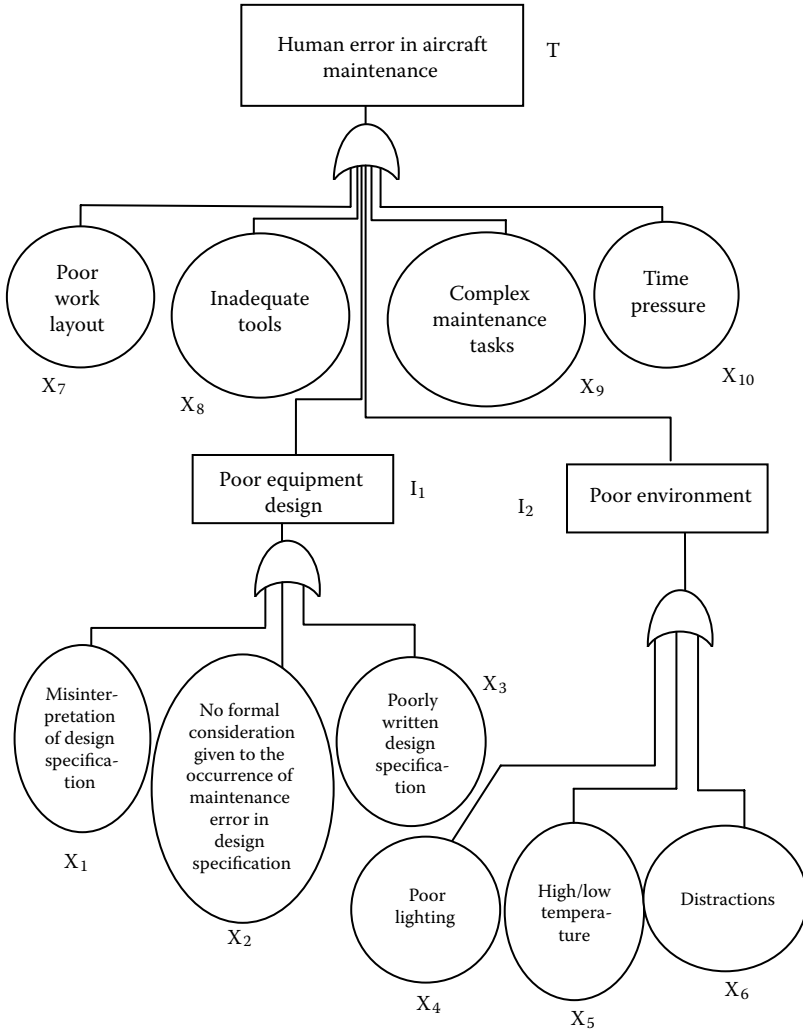 Human error in aircraft
maintenance
T
Poor
work
layout
X7
Inadequate
tools
X8
Complex
maintenance
tasks
X9
Time
pressure
X10
Poor equipment
design
I1
Poor environment
I2
Misinter-
pretation
of design
specifica-
tion
X1
No formal
consideration
given to the
occurrence of
maintenance
error in
design
specification
X2
Poorly
written
design
specifica-
tion
X3
Poor
lighting
X4
High/low
tempera-
ture
X5
Distractions
X6